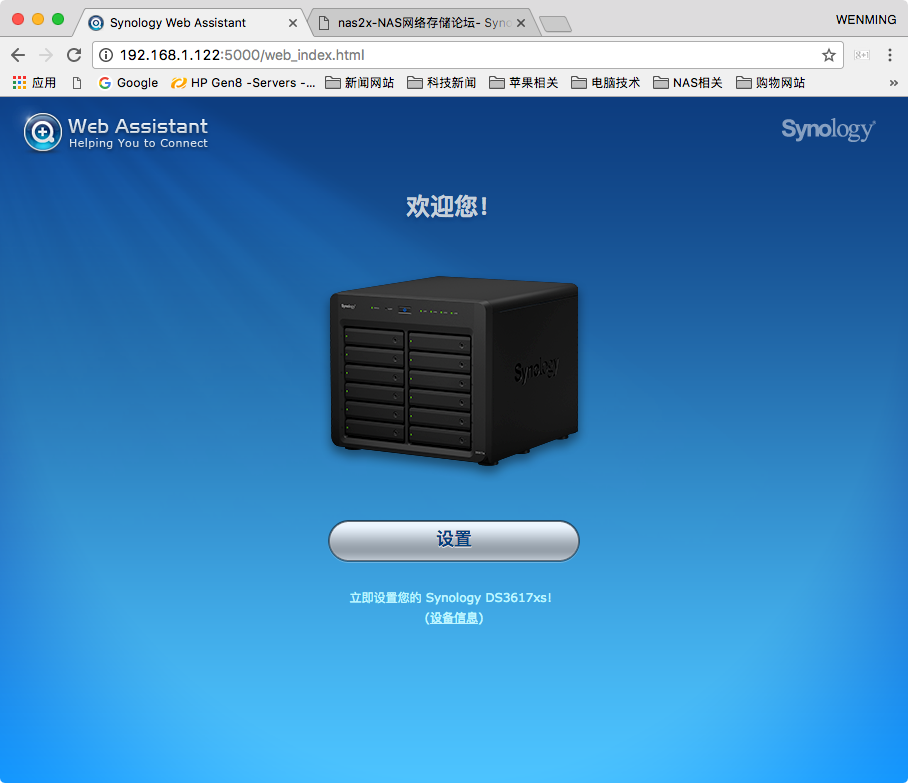 Synology Web Assistant
nas2x-NAS网络存储论坛- Syno
WENMING
192.168.1.122:5000/web_index.html
应用
Google
HP Gen8 -Servers -...
新闻网站
科技新闻
苹果相关
电脑技术
NAS相关
购物网站
»
Web Assistant
Helping You to Connect
Synology
欢迎您!
Synology
Synology
设置
立即设置您的 Synology DS3617xs!
(设备信息)